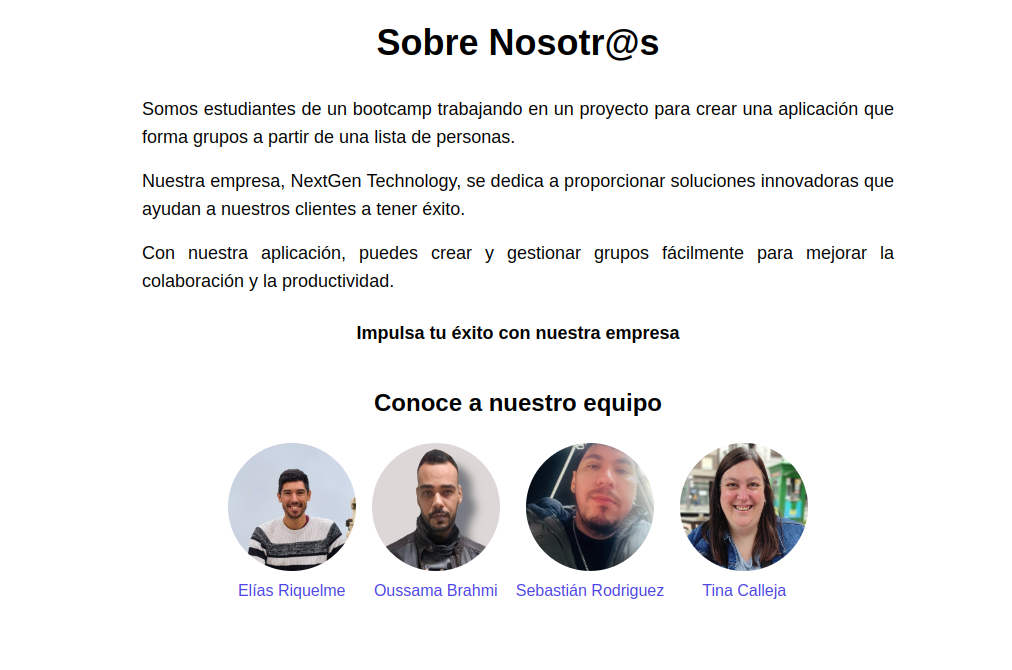 Sobre Nosotr@s
Somos estudiantes de un bootcamp trabajando en un proyecto para crear una aplicación que
forma grupos a partir de una lista de personas.
Nuestra empresa, NextGen Technology, se dedica a proporcionar soluciones innovadoras que
ayudan a nuestros clientes a tener éxito.
Con nuestra aplicación, puedes crear y gestionar grupos fácilmente para mejorar la
colaboración y la productividad.
Impulsa tu éxito con nuestra empresa
Conoce a nuestro equipo
Elías Riquelme
Oussama Brahmi
Sebastián Rodriguez
Tina Calleja